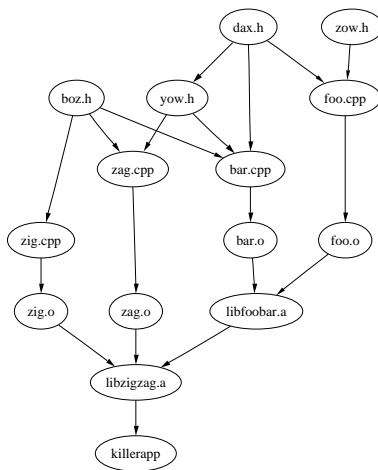 dax.h
zow.h
boz.h
yow.h
foo.cpp
zag.cpp
bar.cpp
zig.cpp
bar.o
foo.o
zig.o
zag.o
libfoobar.a
libzigzag.a
killerapp